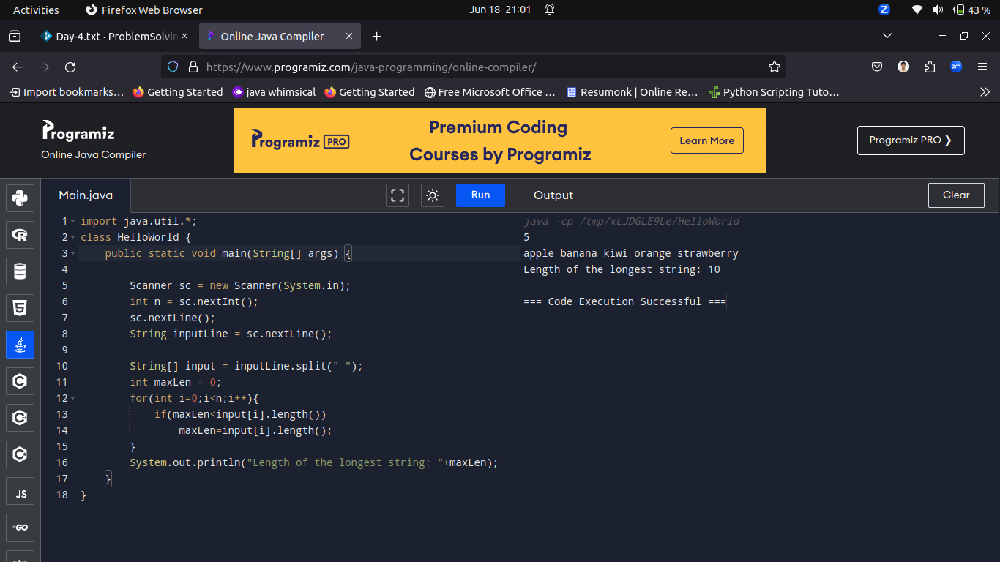 Activities Firefox Web Browser Jun 18 21:01 Z 43 %
Day-4.txt · ProblemSolvin Online Java Compiler
https://www.programiz.com/java-programming/online-compiler/ zm
Import bookmarks... Getting Started java whimsical Getting Started Free Microsoft Office ... Resumonk | Online Re... Python Scripting Tuto...
Programiz
Online Java Compiler
Programiz PRO
Premium Coding
Courses by Programiz
Learn More
Programiz PRO ❯
Main.java Run Output Clear
1 import java.util.*;
2 class HelloWorld {
3 public static void main(String[] args) {
4
5 Scanner sc = new Scanner(System.in);
6 int n = sc.nextInt();
7 sc.nextLine();
8 String inputLine = sc.nextLine();
9
10 String[] input = inputLine.split(" ");
11 int maxLen = 0;
12 for(int i=0;i<n;i++){
13 if(maxLen<input[i].length())
14 maxLen=input[i].length();
15 }
16 System.out.println("Length of the longest string: "+maxLen);
17 }
18 }
java -cp /tmp/xLJDGLE9Le/HelloWorld
5
apple banana kiwi orange strawberry
Length of the longest string: 10
=== Code Execution Successful ===
R
5
C
C
C
JS
GO